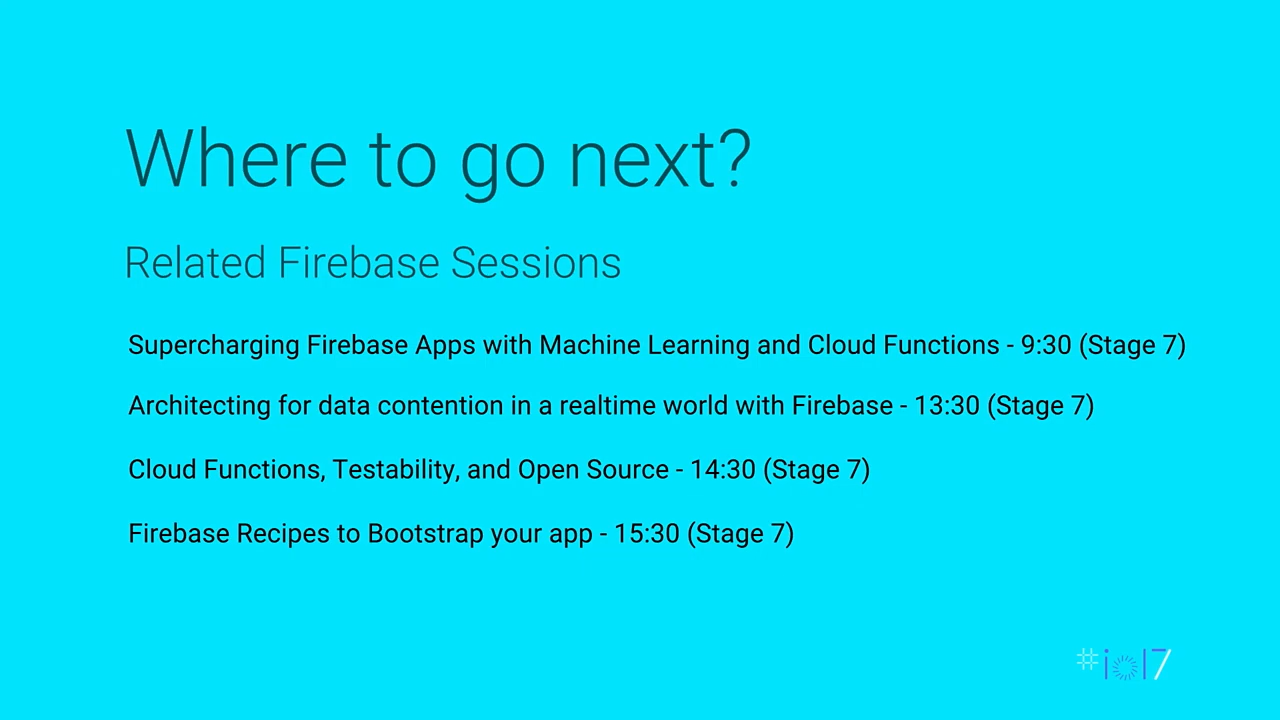 Where to go next?
Related Firebase Sessions
Supercharging Firebase Apps with Machine Learning and Cloud Functions - 9:30 (Stage 7)
Architecting for data contention in a realtime world with Firebase - 13:30 (Stage 7)
Cloud Functions, Testability, and Open Source - 14:30 (Stage 7)
Firebase Recipes to Bootstrap your app - 15:30 (Stage 7)
#io17